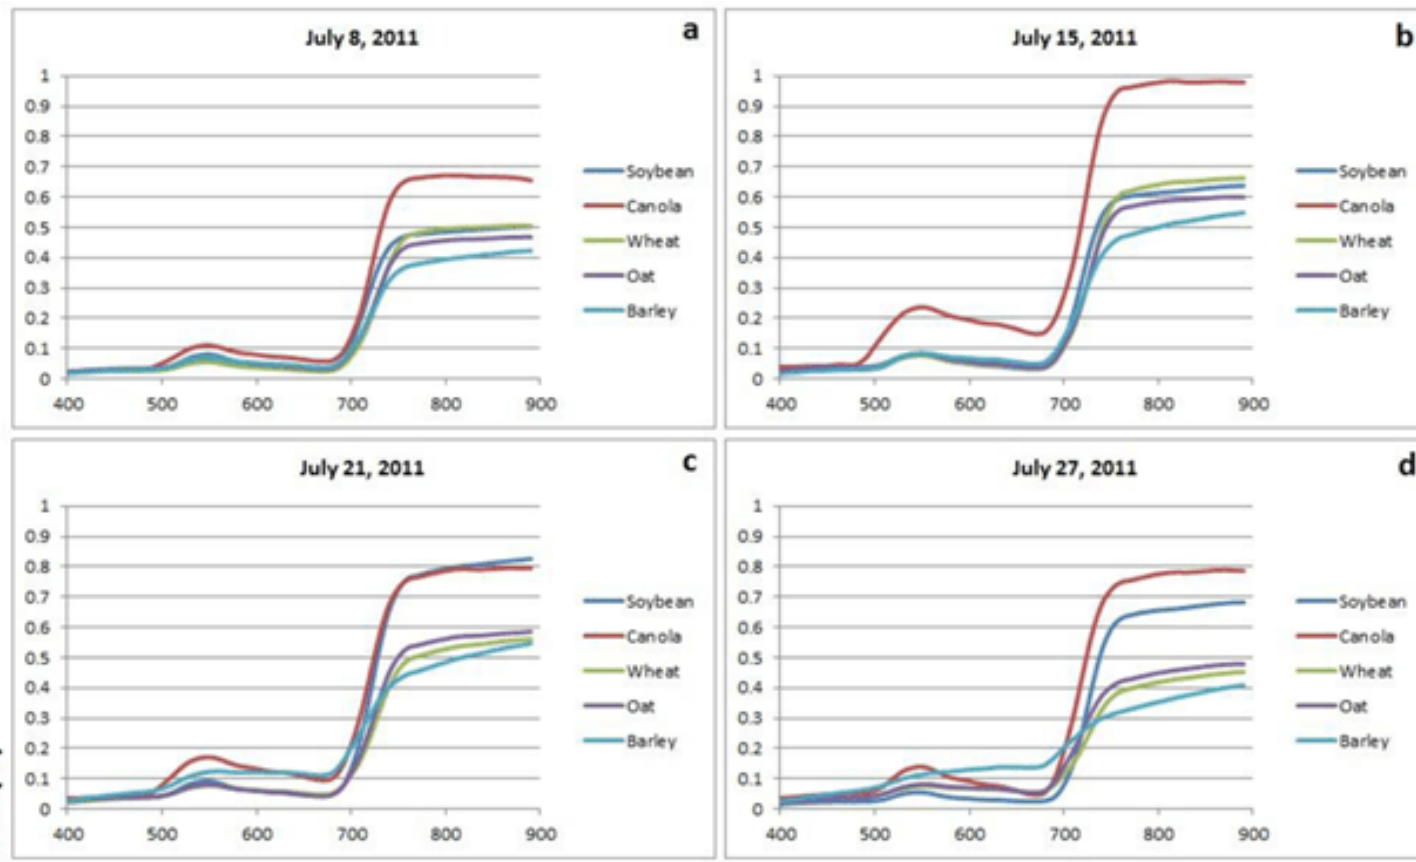 July 8, 2011 a
1
0.9
0.8
0.7
0.6
0.5
0.4
0.3
0.2
0.1
0
400 500 600 700 800 900
Soybean
Canola
Wheat
Oat
Barley
July 15, 2011 b
1
0.9
0.8
0.7
0.6
0.5
0.4
0.3
0.2
0.1
0
400 500 600 700 800 900
Soybean
Canola
Wheat
Oat
Barley
July 21, 2011 c
1
0.9
0.8
0.7
0.6
0.5
0.4
0.3
0.2
0.1
0
400 500 600 700 800 900
Soybean
Canola
Wheat
Oat
Barley
July 27, 2011 d
1
0.9
0.8
0.7
0.6
0.5
0.4
0.3
0.2
0.1
0
400 500 600 700 800 900
Soybean
Canola
Wheat
Oat
Barley